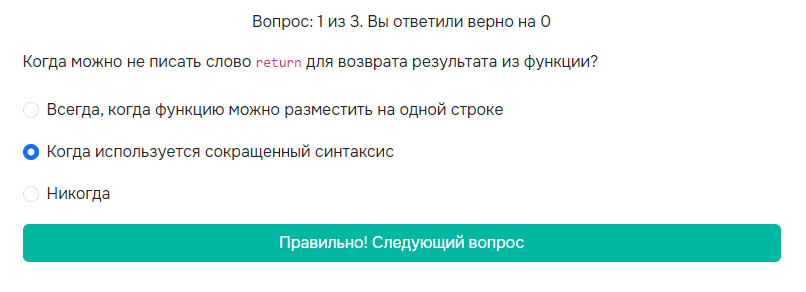 Вопрос: 1 из 3. Вы ответили верно на 0
Когда можно не писать слово return для возврата результата из функции?
Всегда, когда функцию можно разместить на одной строке
Когда используется сокращенный синтаксис
Никогда
Правильно! Следующий вопрос